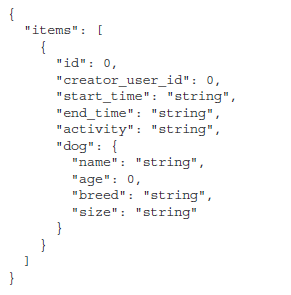 {
  "items": [
    {
      "id": 0,
      "creator_user_id": 0,
      "start_time": "string",
      "end_time": "string",
      "activity": "string",
      "dog": {
        "name": "string",
        "age": 0,
        "breed": "string",
        "size": "string"
      }
    }
  ]
}